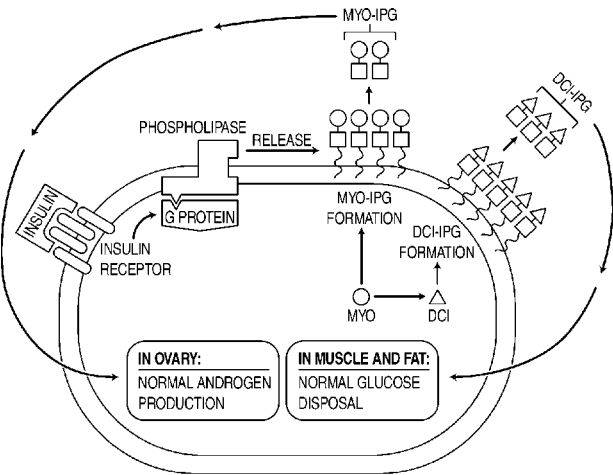 MYO-IPG
DCI-IPG
PHOSPHOLIPASE
RELEASE
INSULIN
G PROTEIN
INSULIN
RECEPTOR
MYO-IPG
FORMATION
DCI-IPG
FORMATION
MYO
DCI
IN OVARY:
NORMAL ANDROGEN
PRODUCTION
IN MUSCLE AND FAT:
NORMAL GLUCOSE
DISPOSAL